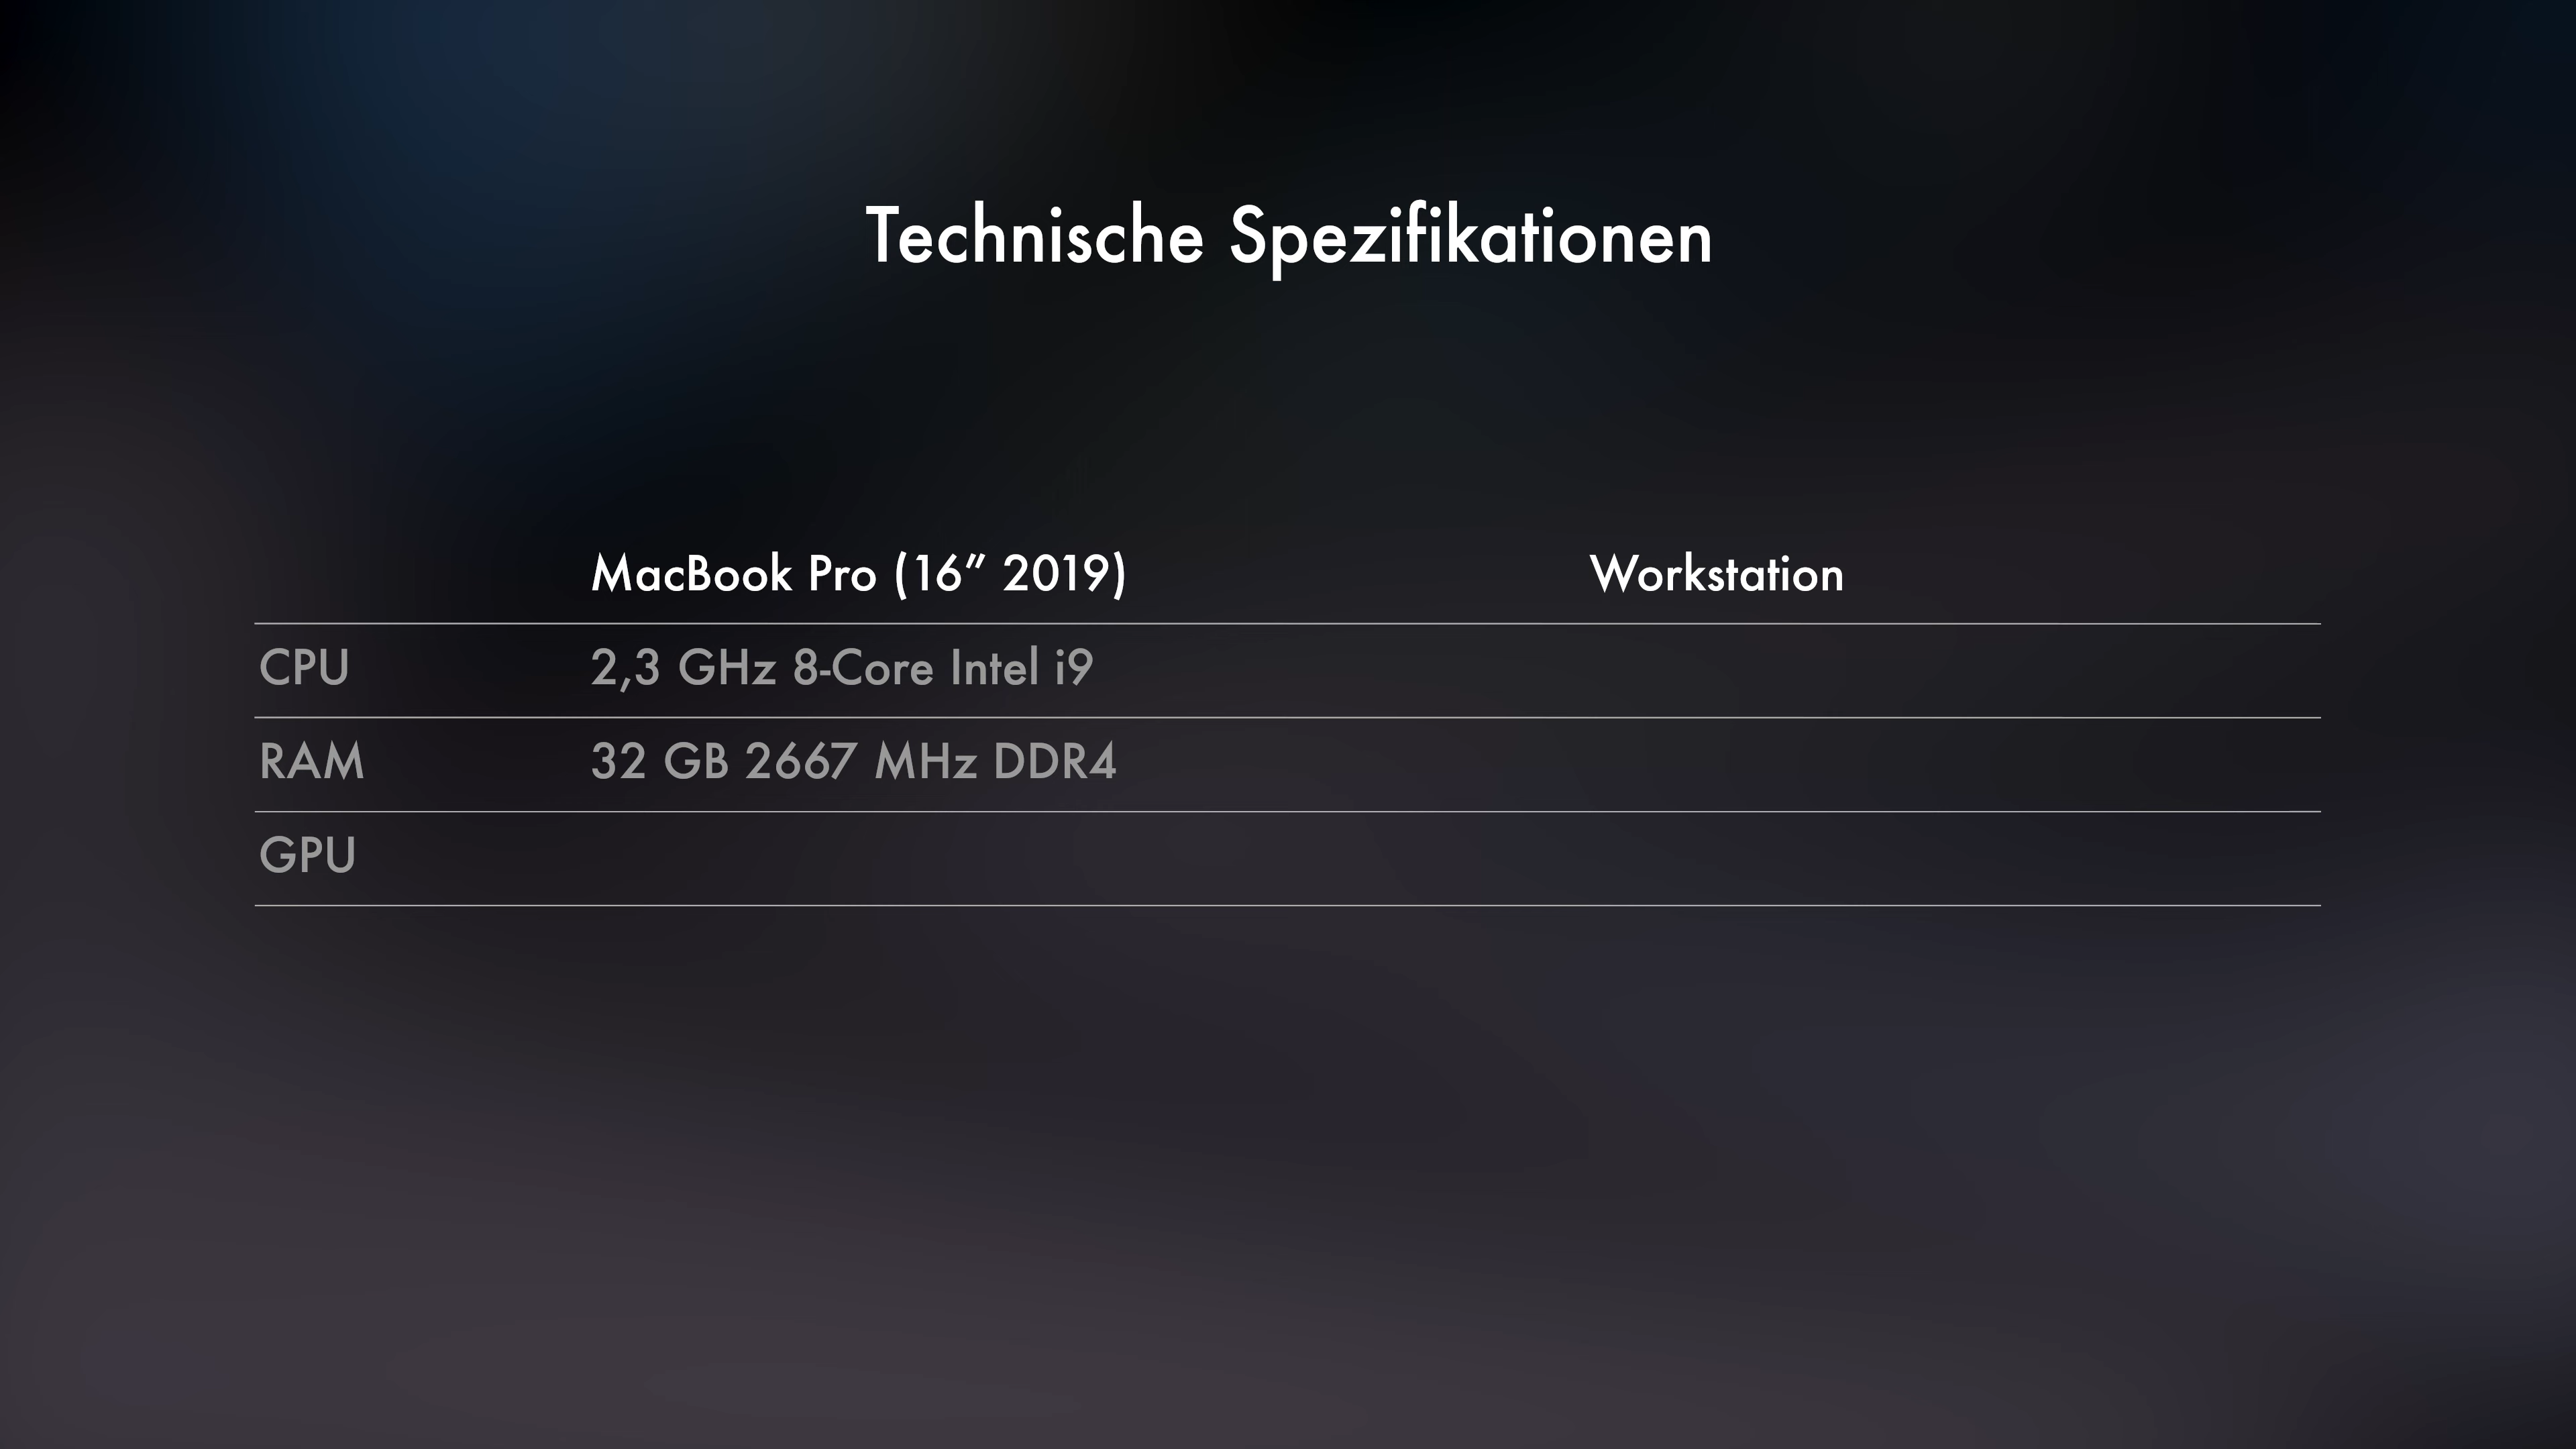 Technische Spezifikationen
MacBook Pro (16″ 2019) Workstation
CPU 2,3 GHz 8-Core Intel i9
RAM 32 GB 2667 MHz DDR4
GPU